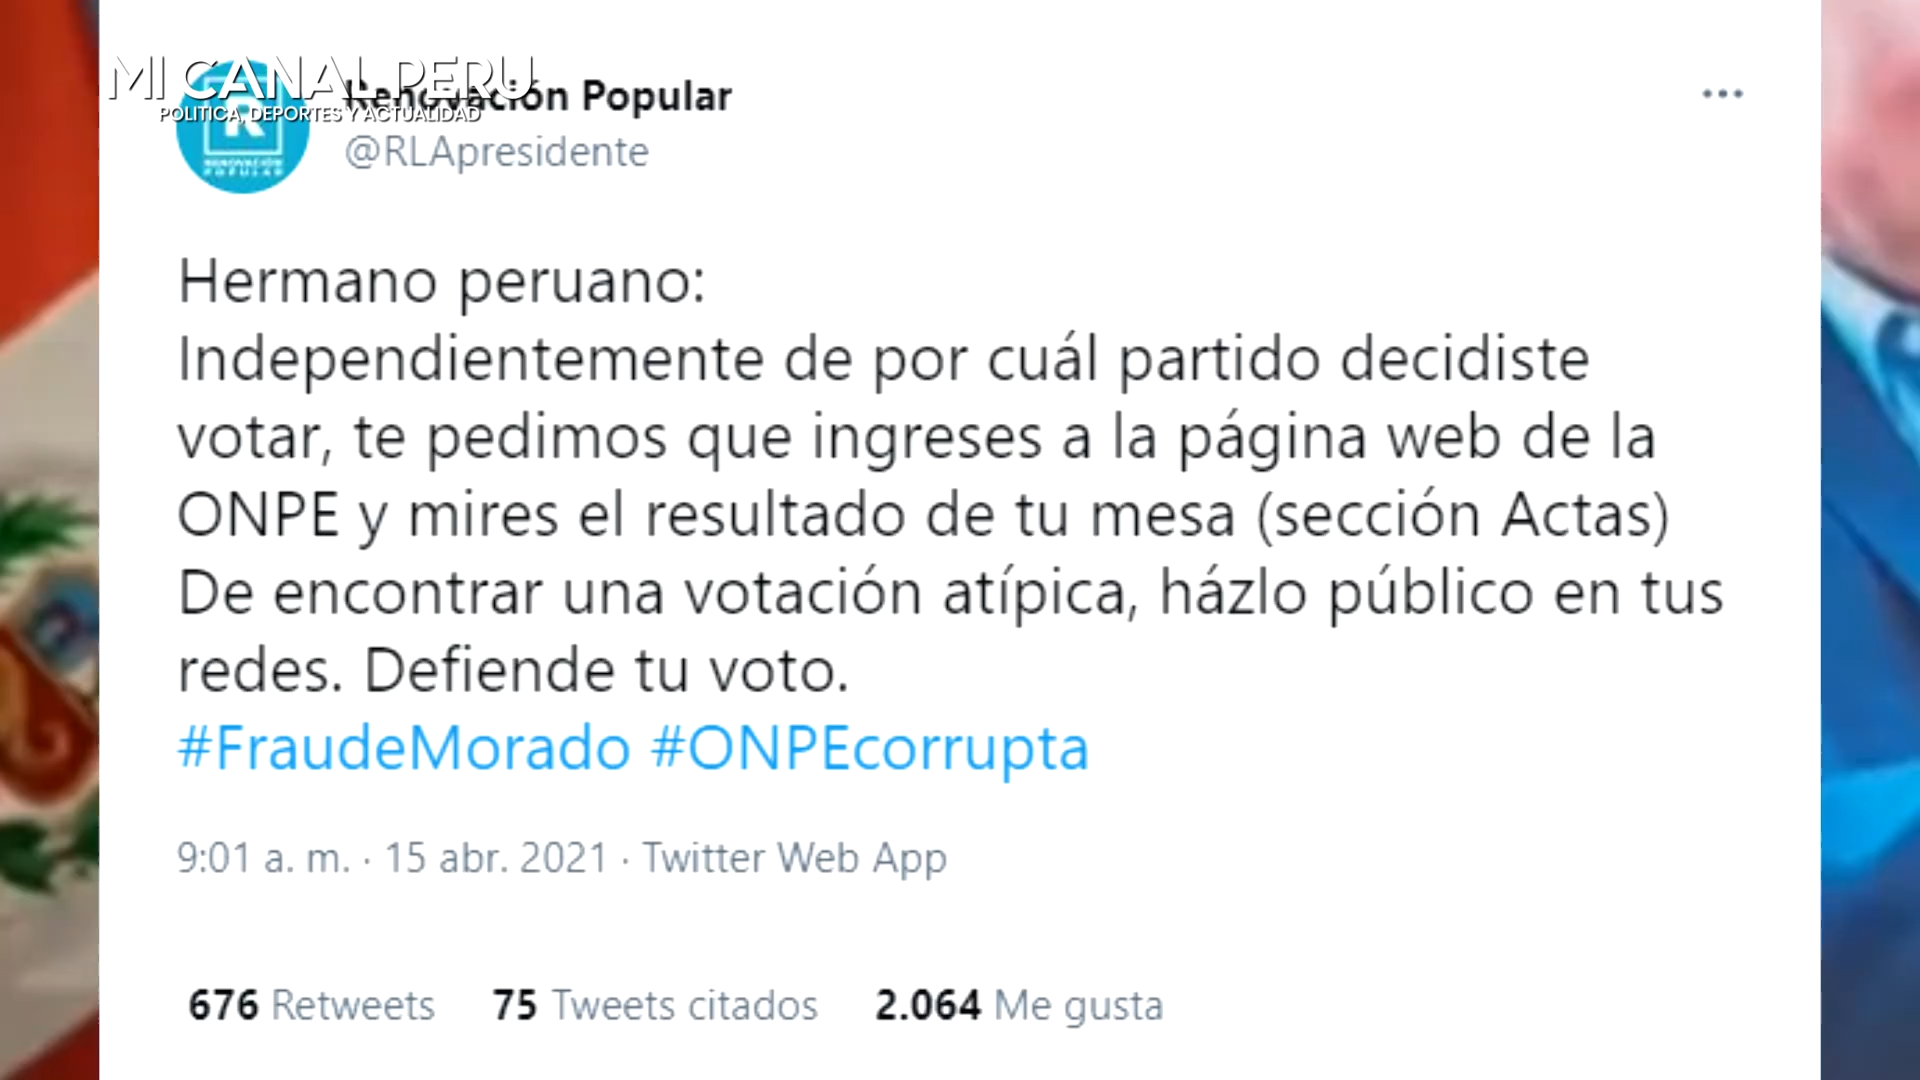 MI CANAL PERU
POLITICA, DEPORTES Y ACTUALIDAD
Renovación Popular
@RLApresidente
R
RENOVACIÓN
POPULAR
Hermano peruano:
Independientemente de por cuál partido decidiste
votar, te pedimos que ingreses a la página web de la
ONPE y mires el resultado de tu mesa (sección Actas)
De encontrar una votación atípica, házlo público en tus
redes. Defiende tu voto.
#FraudeMorado #ONPEcorrupta
9:01 a. m. · 15 abr. 2021 · Twitter Web App
676 Retweets 75 Tweets citados 2.064 Me gusta